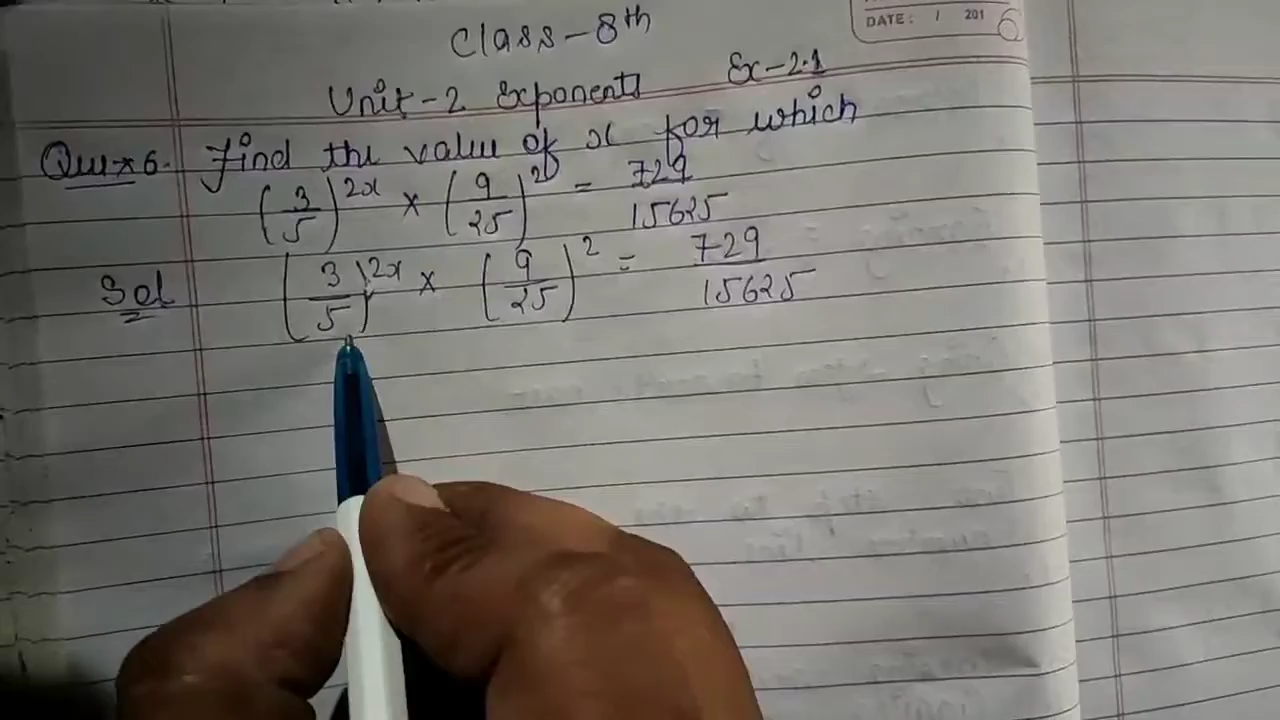 DATE: / 201 6
Class-8th
Unit-2 Exponents Ex-2.1
Find the value of x for which
(3/5)^2x × (9/25)^2 = 729/15625
Sol (3/5)^2x × (9/25)^2 = 729/15625